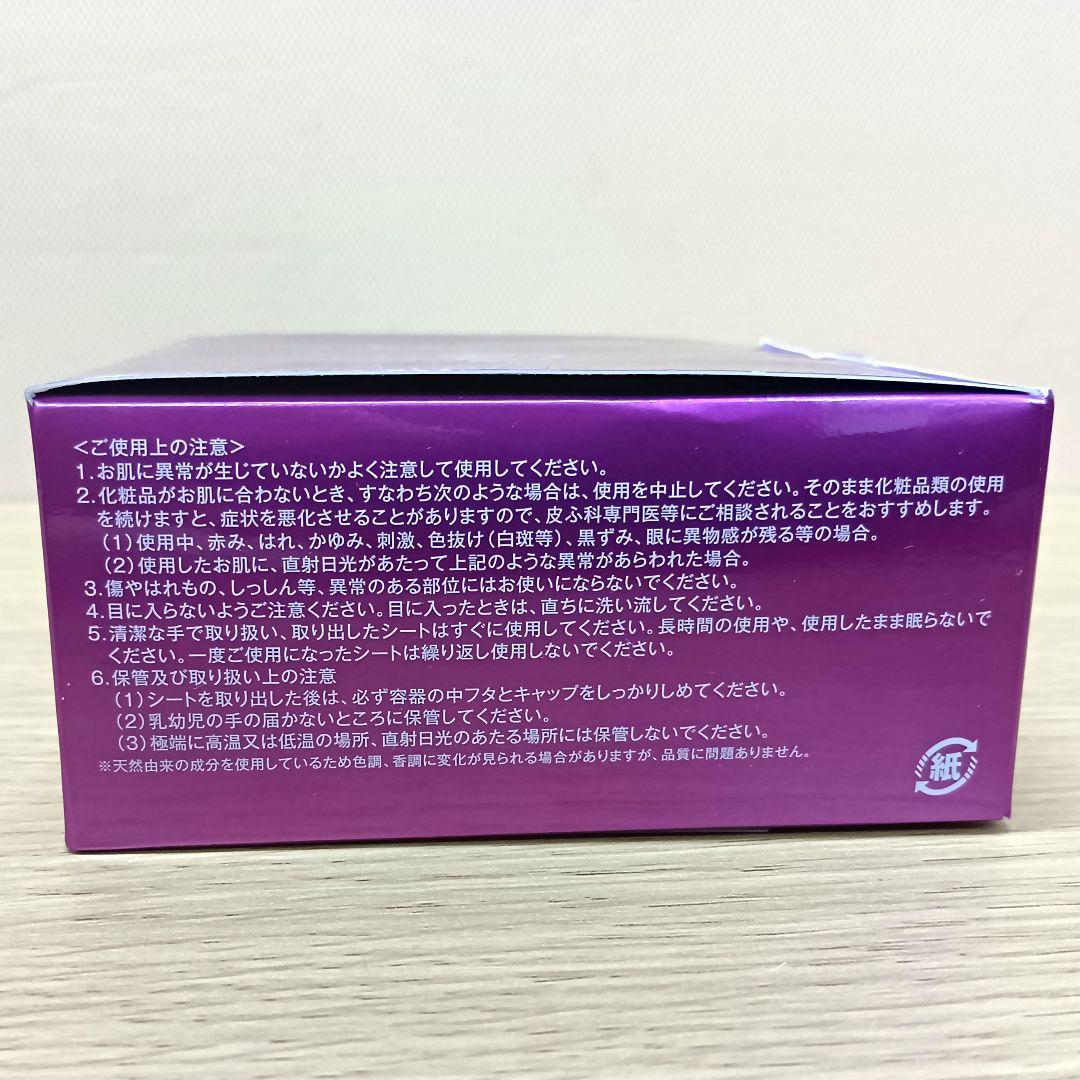 ＜ご使用上の注意＞
1.お肌に異常が生じていないかよく注意して使用してください。
2.化粧品がお肌に合わないとき、すなわち次のような場合は、使用を中止してください。そのまま化粧品類の使用
を続けますと、症状を悪化させることがありますので、皮ふ科専門医等にご相談されることをおすすめします。
(1)使用中、赤み、はれ、かゆみ、刺激、色抜け(白斑等)、黒ずみ、眼に異物感が残る等の場合。
(2)使用したお肌に、直射日光があたって上記のような異常があらわれた場合。
3.傷やはれもの、しっしん等、異常のある部位にはお使いにならないでください。
4.目に入らないようご注意ください。目に入ったときは、直ちに洗い流してください。
5.清潔な手で取り扱い、取り出したシートはすぐに使用してください。長時間の使用や、使用したまま眠らないで
ください。一度ご使用になったシートは繰り返し使用しないでください。
6.保管及び取り扱い上の注意
(1)シートを取り出した後は、必ず容器の中フタとキャップをしっかりしめてください。
(2)乳幼児の手の届かないところに保管してください。
(3)極端に高温又は低温の場所、直射日光のあたる場所には保管しないでください。
※天然由来の成分を使用しているため色調、香調に変化が見られる場合がありますが、品質に問題ありません。
紙